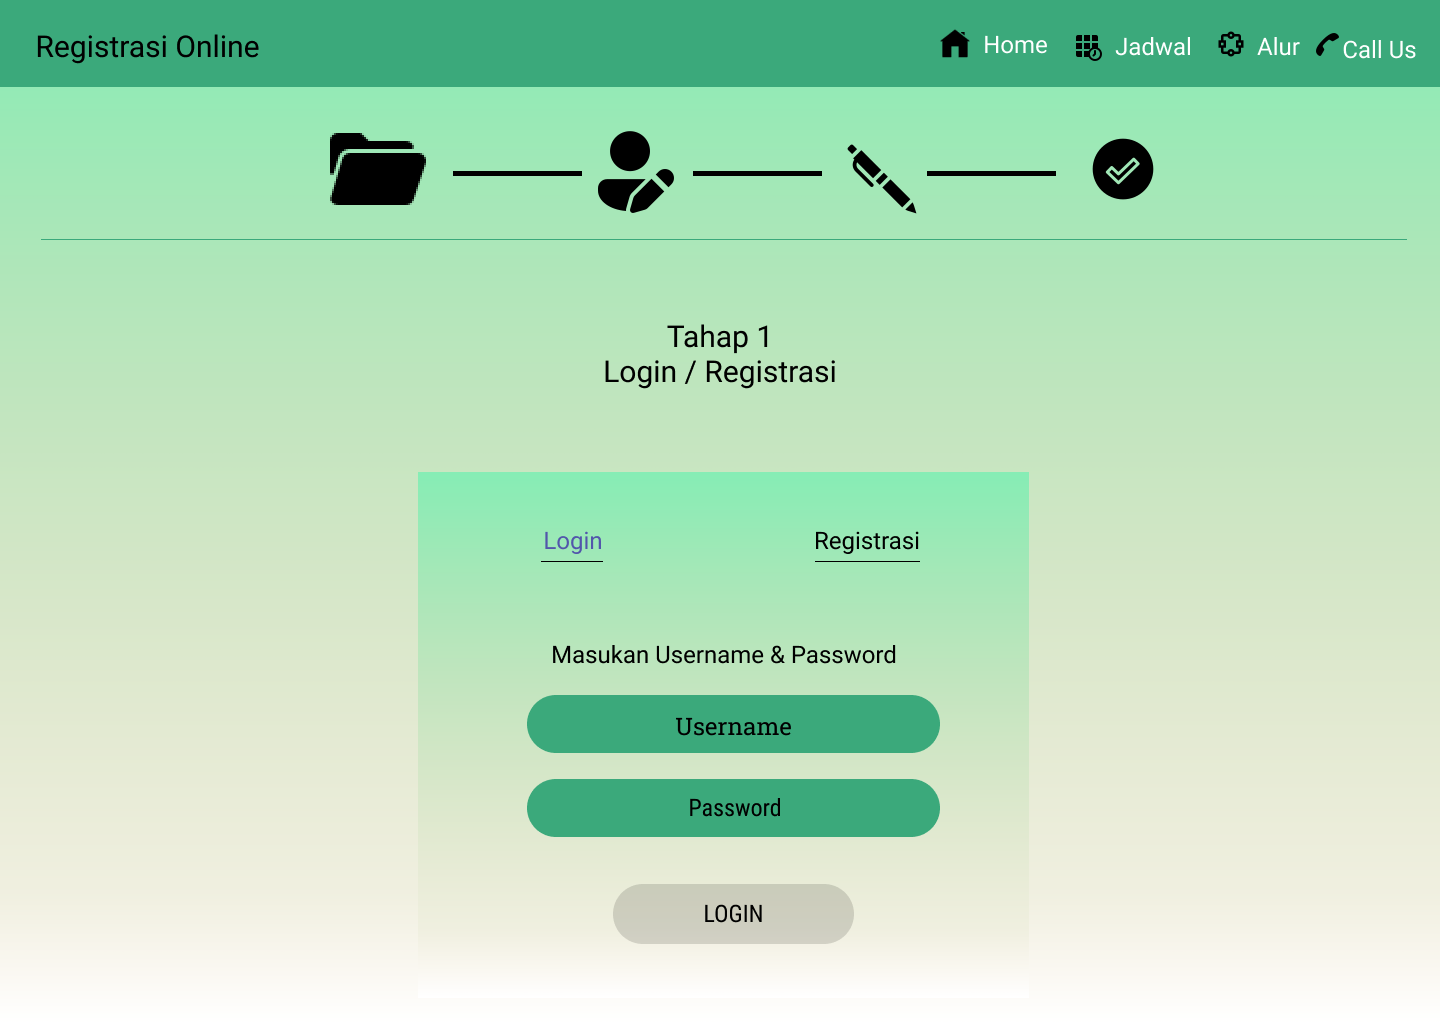 Registrasi Online
Home
Jadwal
Alur
Call Us
Tahap 1
Login / Registrasi
Login
Registrasi
Masukan Username & Password
Username
Password
LOGIN